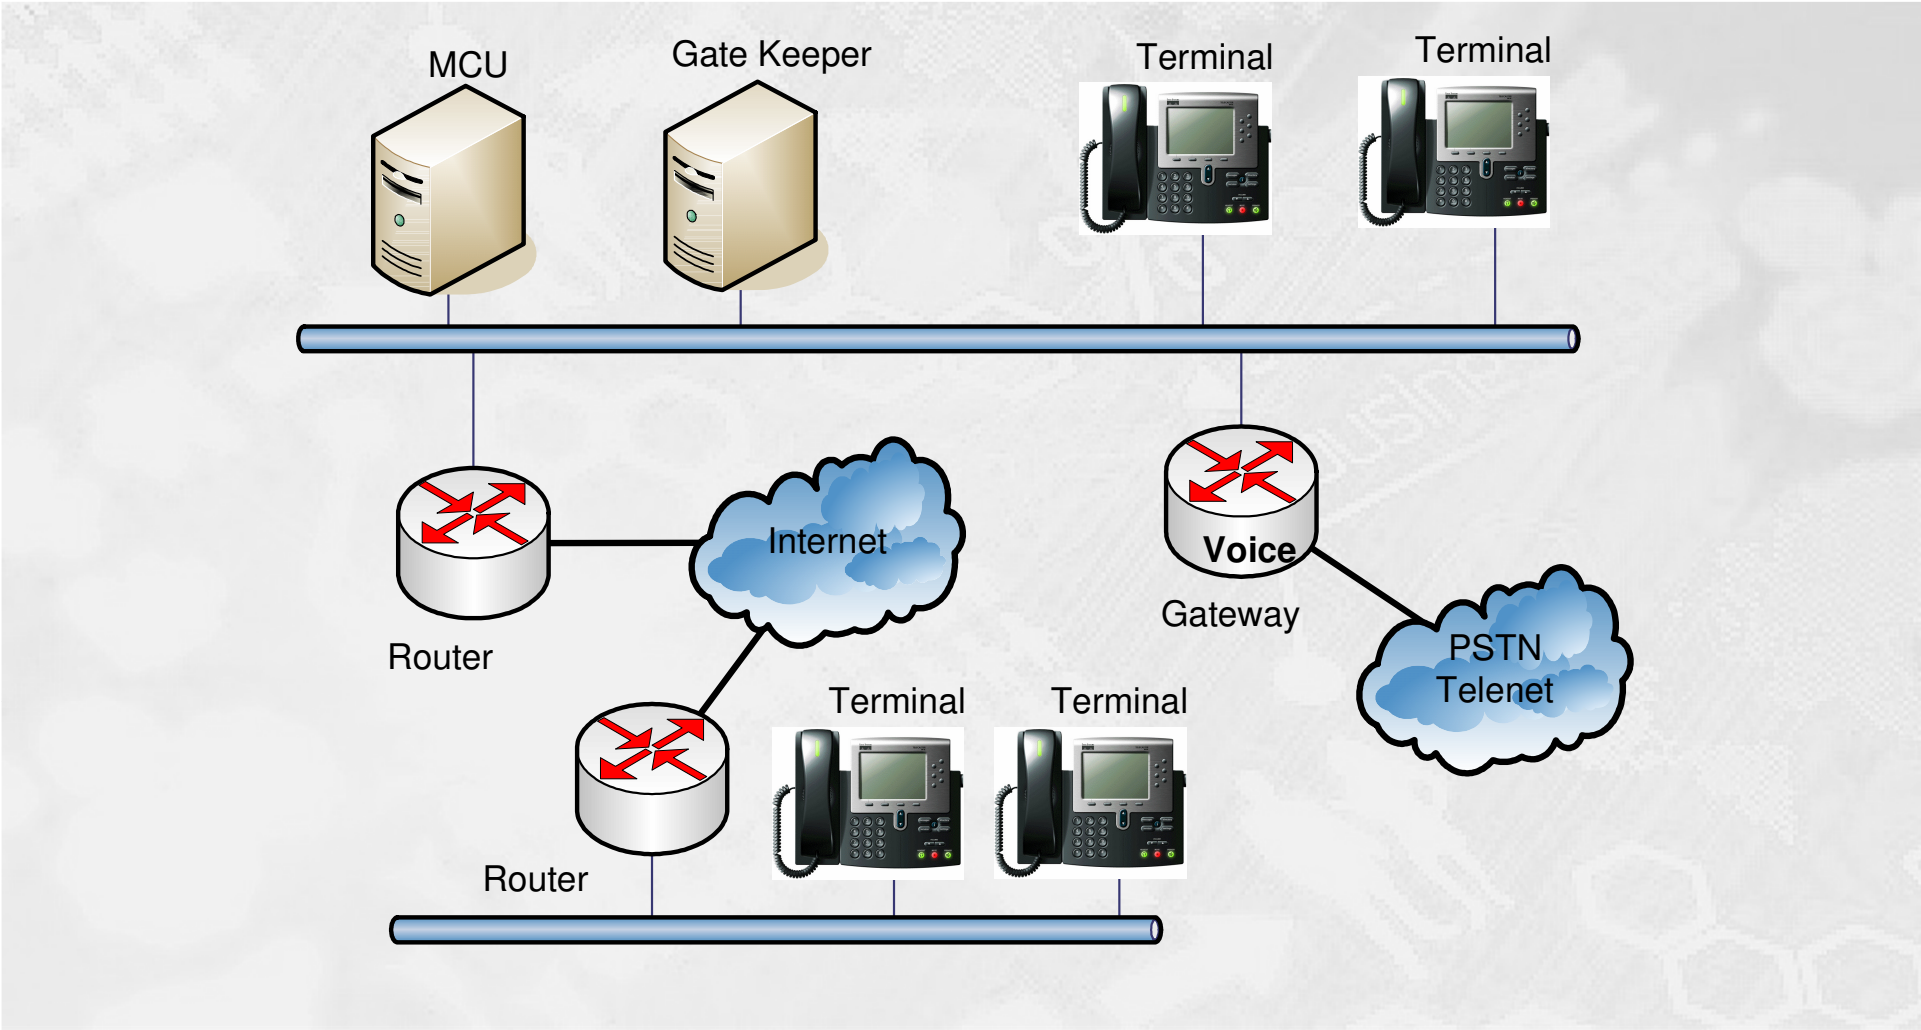 MCU
Gate Keeper
Terminal
Terminal
Internet
Voice
Gateway
Router
PSTN
Telenet
Terminal
Terminal
Router